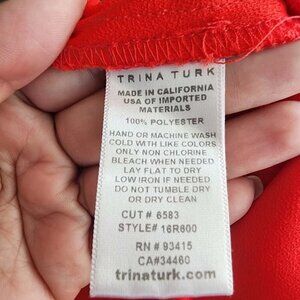 TRINA TURK
MADE IN CALIFORNIA
USA OF IMPORTED
MATERIALS
100% POLYESTER
HAND OR MACHINE WASH
COLD WITH LIKE COLORS
ONLY NON CHLORINE
BLEACH WHEN NEEDED
LAY FLAT TO DRY
LOW IRON IF NEEDED
DO NOT TUMBLE DRY
OR DRY CLEAN
CUT# 6583
STYLE# 16R600
RN # 93415
CA#34460
trinaturk.com